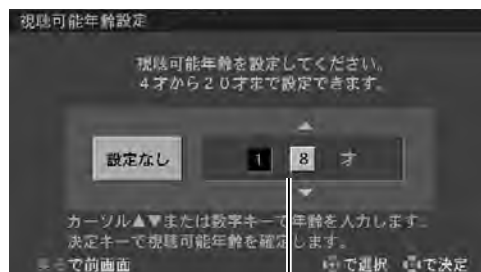 視聴可能年齢設定
視聴可能年齢を設定してください。
4才から20才まで設定できます。
設定なし 1 8 才
カーソル▲▼または数字キーで年齢を入力します。
決定キーで視聴可能年齢を確定します。
で前画面 で選択 で決定